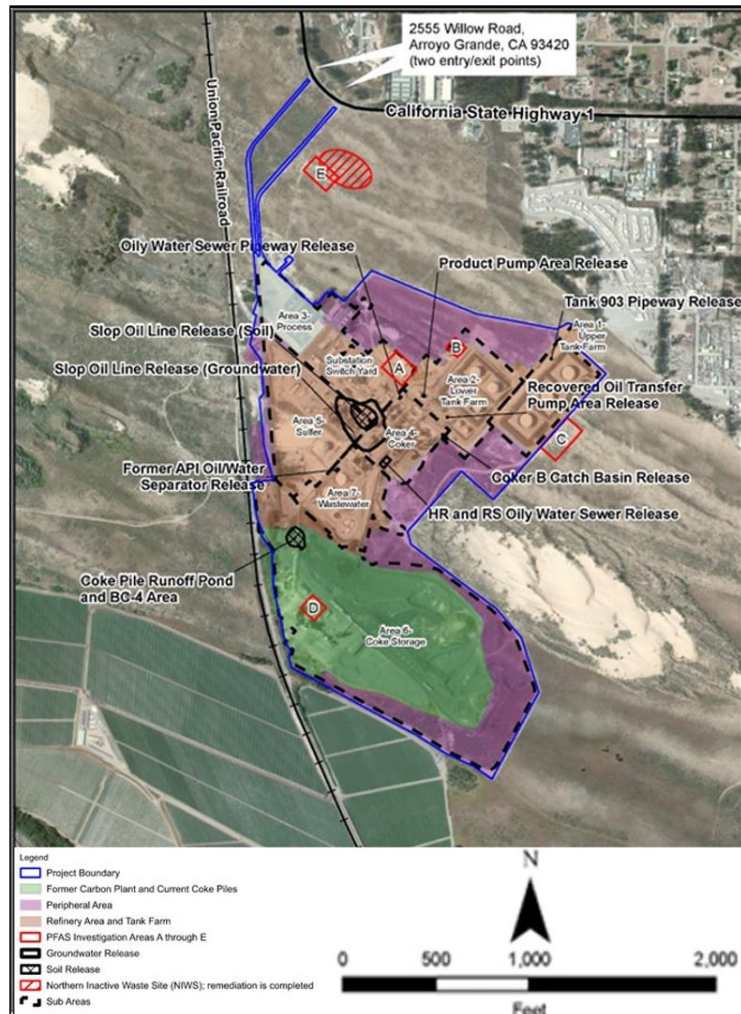 2555 Willow Road,
Arroyo Grande, CA 93420
(two entry/exit points)
California State Highway 1
Union Pacific Railroad
E
Oily Water Sewer Pipeway Release
Product Pump Area Release
Tank 903 Pipeway Release
Area 3-
Process
Area 1-
Upper
Tank Farm
Slop Oil Line Release (Soil)
Substation
Switch Yard
A
B
Slop Oil Line Release (Groundwater)
Area 2-
Lower
Tank Farm
Recovered Oil Transfer
Pump Area Release
Area 5-
Sulfer
Area 4-
Coker
C
Former API Oil/Water
Separator Release
Coker B Catch Basin Release
Area 7-
Wastewater
HR and RS Oily Water Sewer Release
Coke Pile Runoff Pond
and BC-4 Area
D
Area 6-
Coke Storage
Legend
Project Boundary
Former Carbon Plant and Current Coke Piles
Peripheral Area
Refinery Area and Tank Farm
PFAS Investigation Areas A through E
Groundwater Release
Soil Release
Northern Inactive Waste Site (NIWS); remediation is completed
Sub Areas
N
0 500 1,000 2,000
Feet